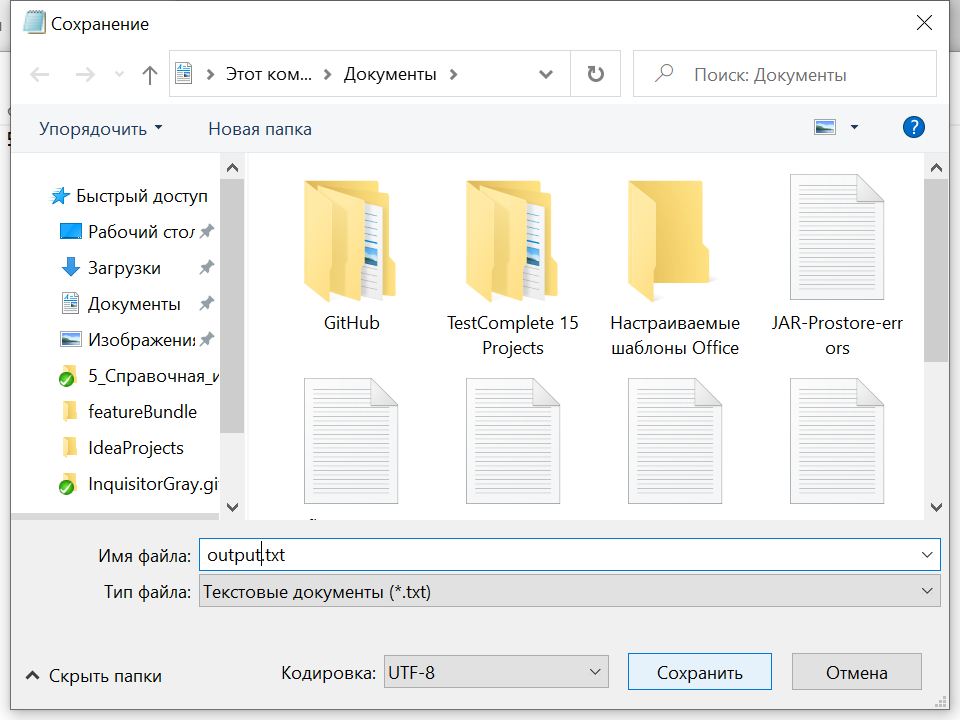 Сохранение
Этот ком... Документы
Поиск: Документы
Упорядочить
Новая папка
?
Быстрый доступ
Рабочий стол
Загрузки
Документы
Изображения
5_Справочная_и
featureBundle
IdeaProjects
InquisitorGray.gi
GitHub
TestComplete 15
Projects
Настраиваемые
шаблоны Office
JAR-Prostore-err
ors
Имя файла: output.txt
Тип файла: Текстовые документы (*.txt)
Скрыть папки
Кодировка: UTF-8
Сохранить
Отмена